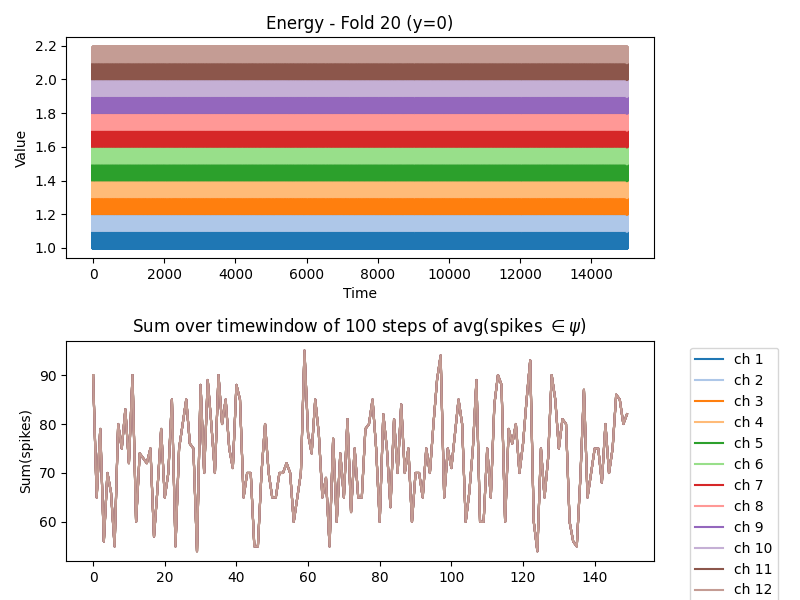 Energy - Fold 20 (y=0)
Value
2.2
2.0
1.8
1.6
1.4
1.2
1.0
0 2000 4000 6000 8000 10000 12000 14000
Time
Sum over timewindow of 100 steps of avg(spikes ∈ ψ)
Sum(spikes)
90
80
70
60
0 20 40 60 80 100 120 140
ch 1
ch 2
ch 3
ch 4
ch 5
ch 6
ch 7
ch 8
ch 9
ch 10
ch 11
ch 12